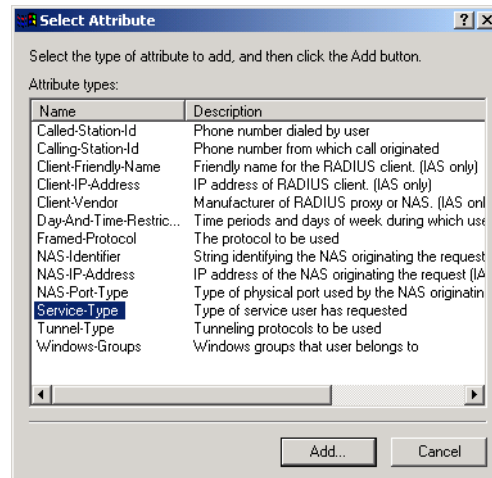 Select Attribute
Select the type of attribute to add, and then click the Add button.
Attribute types:
Name Description
Called-Station-Id Phone number dialed by user
Calling-Station-Id Phone number from which call originated
Client-Friendly-Name Friendly name for the RADIUS client. (IAS only)
Client-IP-Address IP address of RADIUS client. (IAS only)
Client-Vendor Manufacturer of RADIUS proxy or NAS. (IAS onl
Day-And-Time-Restric... Time periods and days of week during which use
Framed-Protocol The protocol to be used
NAS-Identifier String identifying the NAS originating the request
NAS-IP-Address IP address of the NAS originating the request (IA
NAS-Port-Type Type of physical port used by the NAS originatin
Service-Type Type of service user has requested
Tunnel-Type Tunneling protocols to be used
Windows-Groups Windows groups that user belongs to
Add... Cancel